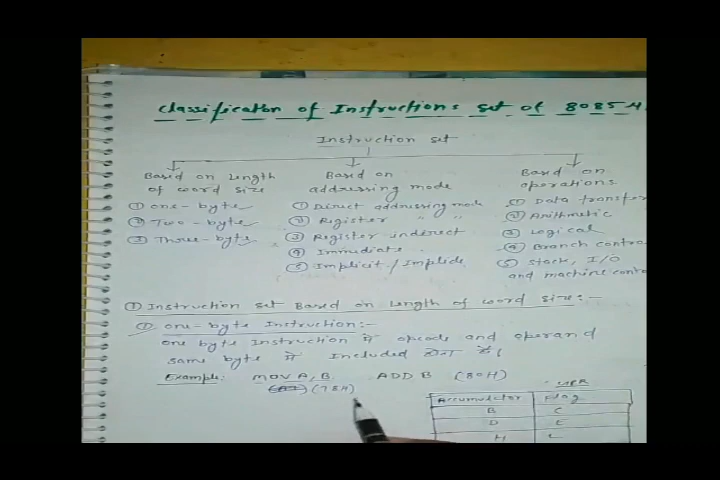 Classification of Instructions set of 8085 M
Instruction set
Based on Length of word size
① one-byte
② Two-byte
③ Three-byte
Based on addressing mode
① Direct addressing mode
② Register " "
③ Register indirect
④ Immediate
⑤ Implicit / Implide
Based on operations
① Data transfer
② Arithmetic
③ Logical
④ Branch contro
⑤ Stack, I/O and machine contro
① Instruction set Based on Length of word size:-
① one-byte Instruction:-
one byte Instruction में opcode and operand
same byte में Included होता है।
Example: MOV A, B ADD B (80H)
(78H)
Accumulator Flag
B C
D E
H L